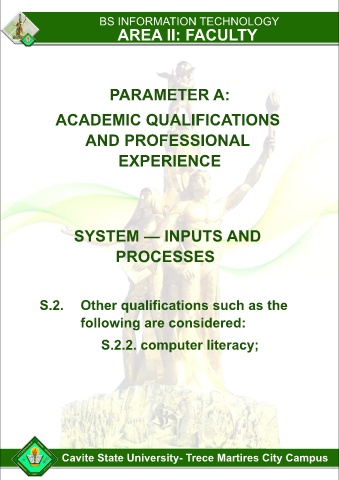 BS INFORMATION TECHNOLOGY
AREA II: FACULTY
PARAMETER A:
ACADEMIC QUALIFICATIONS
AND PROFESSIONAL
EXPERIENCE
SYSTEM — INPUTS AND
PROCESSES
S.2. Other qualifications such as the
following are considered:
S.2.2. computer literacy;
Cavite State University- Trece Martires City Campus